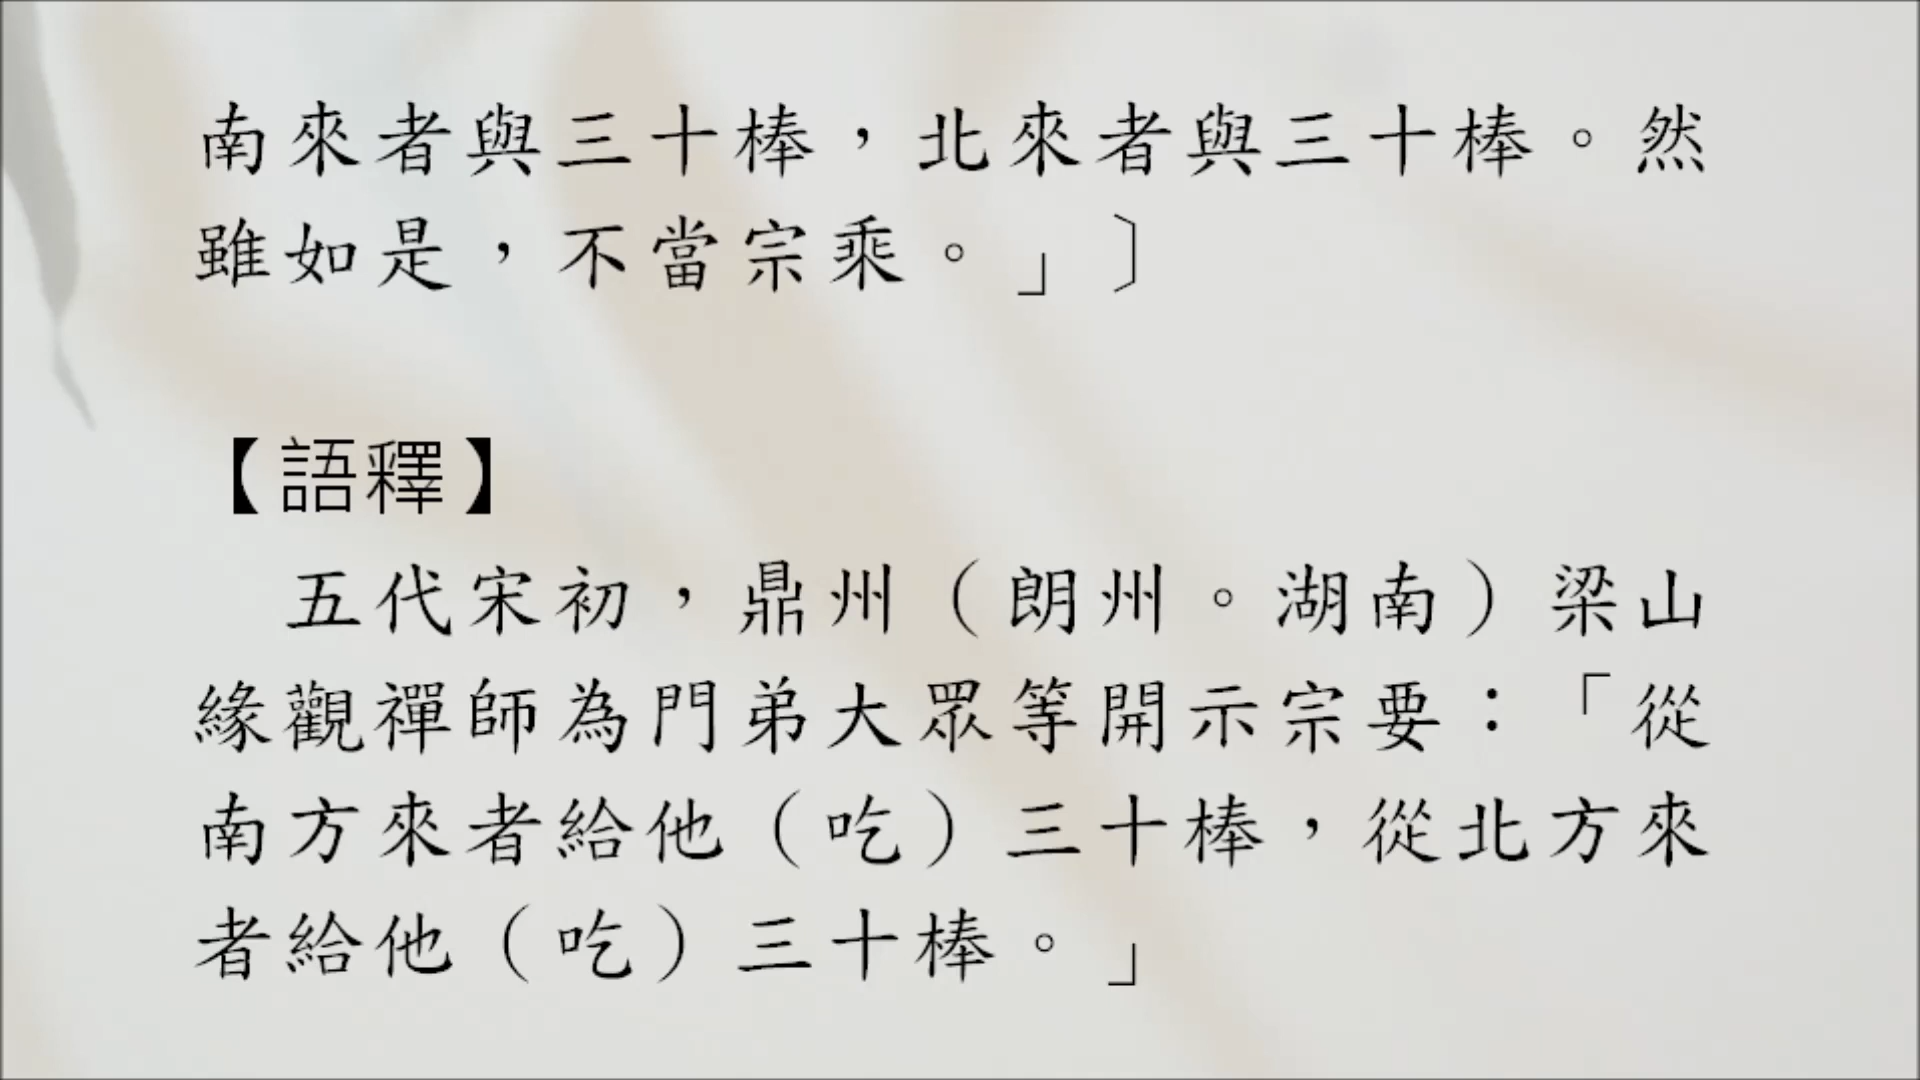 南來者與三十棒，北來者與三十棒。然
雖如是，不當宗乘。」〕
【語釋】
五代宋初，鼎州（朗州。湖南）梁山
緣觀禪師為門弟大眾等開示宗要：「從
南方來者給他（吃）三十棒，從北方來
者給他（吃）三十棒。」